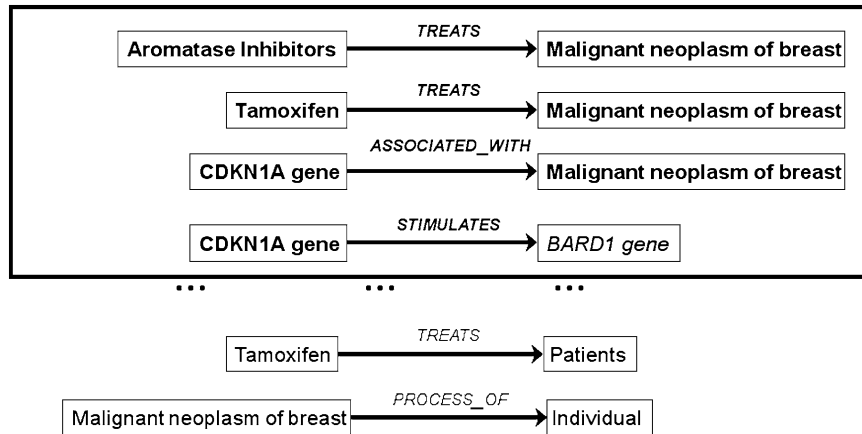 TREATS
Aromatase Inhibitors Malignant neoplasm of breast
TREATS
Tamoxifen Malignant neoplasm of breast
ASSOCIATED_WITH
CDKN1A gene Malignant neoplasm of breast
STIMULATES
CDKN1A gene BARD1 gene
... ... ...
TREATS
Tamoxifen Patients
PROCESS_OF
Malignant neoplasm of breast Individual